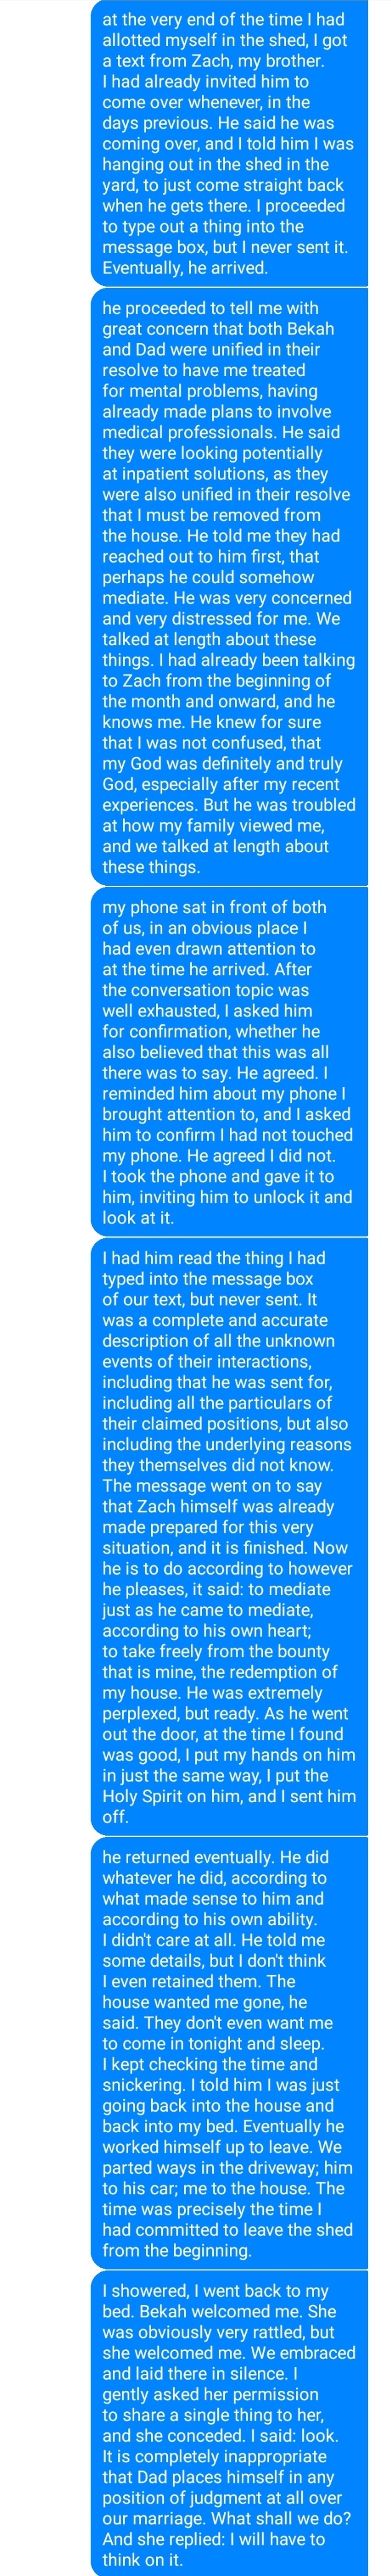 at the very end of the time I had
allotted myself in the shed, I got
a text from Zach, my brother.
I had already invited him to
come over whenever, in the
days previous. He said he was
coming over, and I told him I was
hanging out in the shed in the
yard, to just come straight back
when he gets there. I proceeded
to type out a thing into the
message box, but I never sent it.
Eventually, he arrived.
he proceeded to tell me with
great concern that both Bekah
and Dad were unified in their
resolve to have me treated
for mental problems, having
already made plans to involve
medical professionals. He said
they were looking potentially
at inpatient solutions, as they
were also unified in their resolve
that I must be removed from
the house. He told me they had
reached out to him first, that
perhaps he could somehow
mediate. He was very concerned
and very distressed for me. We
talked at length about these
things. I had already been talking
to Zach from the beginning of
the month and onward, and he
knows me. He knew for sure
that I was not confused, that
my God was definitely and truly
God, especially after my recent
experiences. But he was troubled
at how my family viewed me,
and we talked at length about
these things.
my phone sat in front of both
of us, in an obvious place I
had even drawn attention to
at the time he arrived. After
the conversation topic was
well exhausted, I asked him
for confirmation, whether he
also believed that this was all
there was to say. He agreed. I
reminded him about my phone I
brought attention to, and I asked
him to confirm I had not touched
my phone. He agreed I did not.
I took the phone and gave it to
him, inviting him to unlock it and
look at it.
I had him read the thing I had
typed into the message box
of our text, but never sent. It
was a complete and accurate
description of all the unknown
events of their interactions,
including that he was sent for,
including all the particulars of
their claimed positions, but also
including the underlying reasons
they themselves did not know.
The message went on to say
that Zach himself was already
made prepared for this very
situation, and it is finished. Now
he is to do according to however
he pleases, it said: to mediate
just as he came to mediate,
according to his own heart;
to take freely from the bounty
that is mine, the redemption of
my house. He was extremely
perplexed, but ready. As he went
out the door, at the time I found
was good, I put my hands on him
in just the same way, I put the
Holy Spirit on him, and I sent him
off.
he returned eventually. He did
whatever he did, according to
what made sense to him and
according to his own ability.
I didn't care at all. He told me
some details, but I don't think
I even retained them. The
house wanted me gone, he
said. They don't even want me
to come in tonight and sleep.
I kept checking the time and
snickering. I told him I was just
going back into the house and
back into my bed. Eventually he
worked himself up to leave. We
parted ways in the driveway; him
to his car; me to the house. The
time was precisely the time I
had committed to leave the shed
from the beginning.
I showered, I went back to my
bed. Bekah welcomed me. She
was obviously very rattled, but
she welcomed me. We embraced
and laid there in silence. I
gently asked her permission
to share a single thing to her,
and she conceded. I said: look.
It is completely inappropriate
that Dad places himself in any
position of judgment at all over
our marriage. What shall we do?
And she replied: I will have to
think on it.